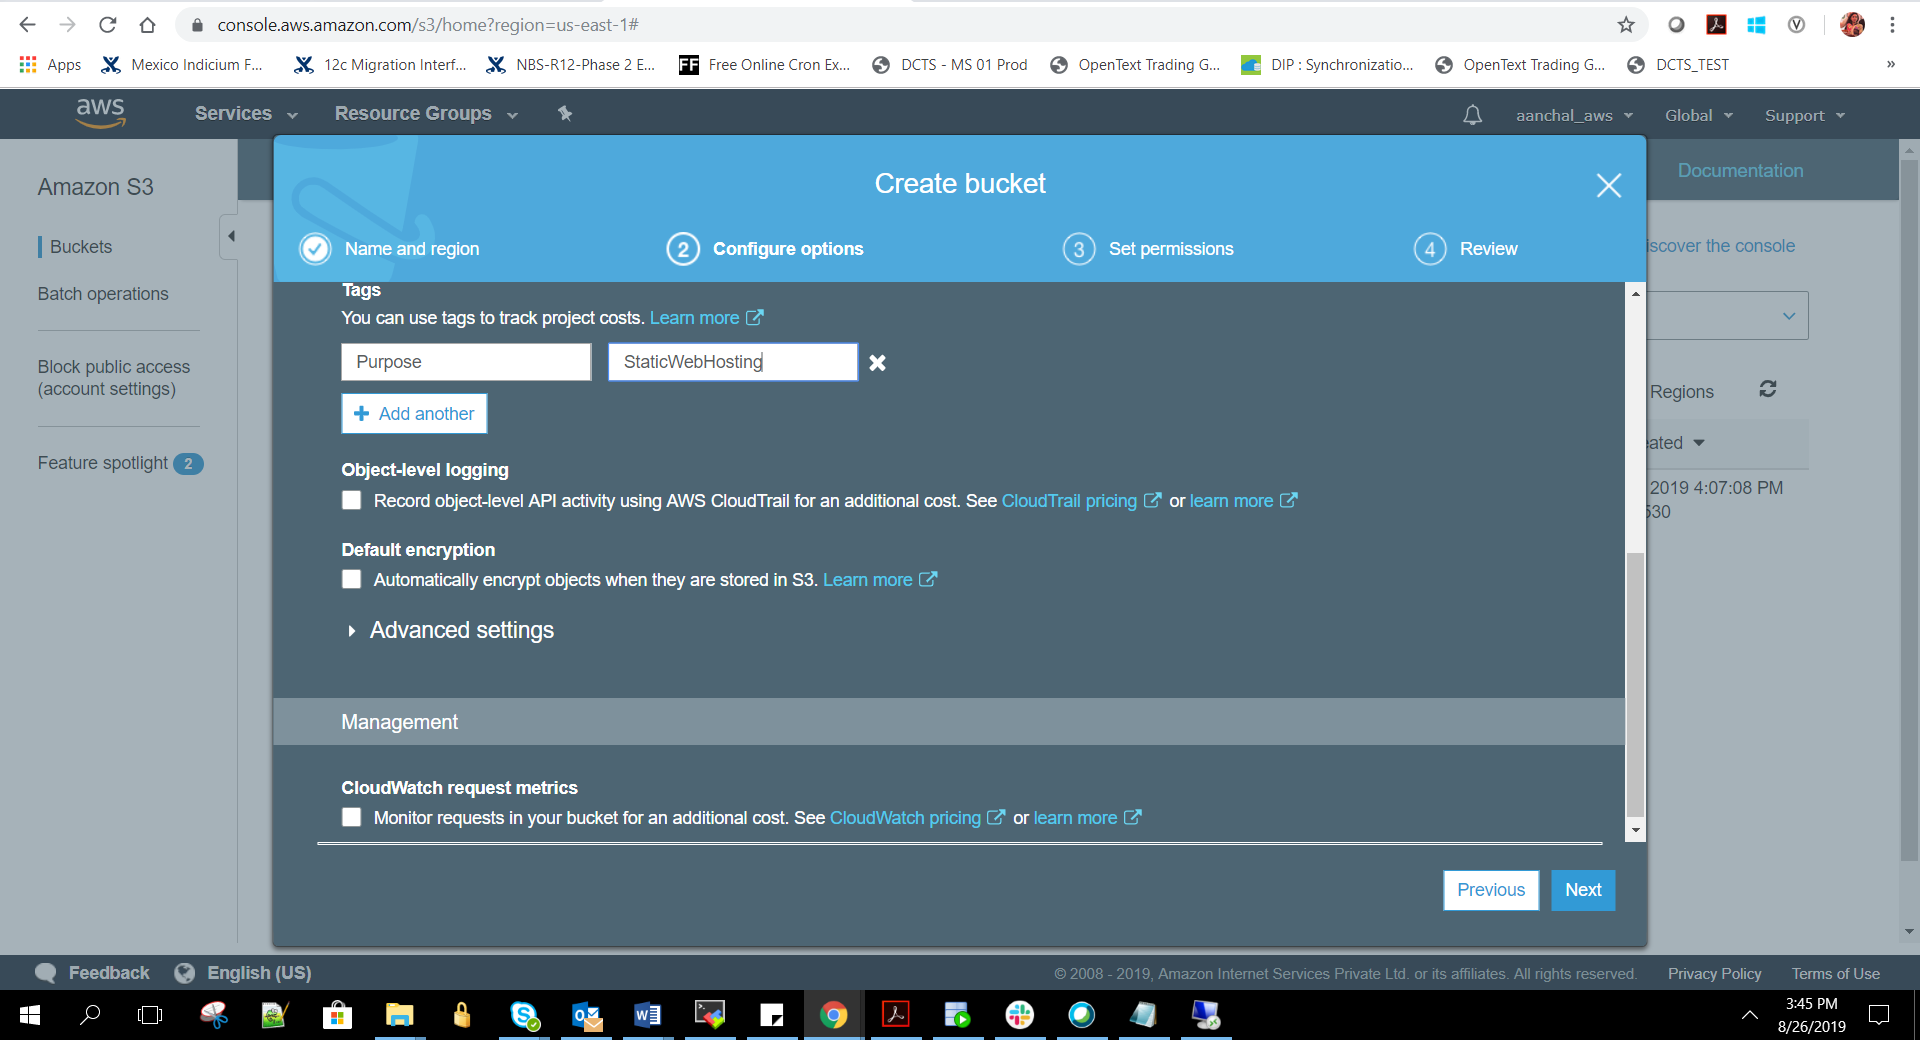 console.aws.amazon.com/s3/home?region=us-east-1#
Apps Mexico Indicium F... 12c Migration Interf... NBS-R12-Phase 2 E... FF Free Online Cron Ex... DCTS - MS 01 Prod OpenText Trading G... DIP : Synchronizatio... OpenText Trading G... DCTS_TEST »
aws Services Resource Groups aanchal_aws Global Support
Amazon S3
Buckets
Batch operations
Block public access
(account settings)
Feature spotlight 2
Documentation
iscover the console
Regions
eated
2019 4:07:08 PM
530
Create bucket
Name and region 2 Configure options 3 Set permissions 4 Review
Tags
You can use tags to track project costs. Learn more
Purpose StaticWebHosting
Add another
Object-level logging
Record object-level API activity using AWS CloudTrail for an additional cost. See CloudTrail pricing or learn more
Default encryption
Automatically encrypt objects when they are stored in S3. Learn more
Advanced settings
Management
CloudWatch request metrics
Monitor requests in your bucket for an additional cost. See CloudWatch pricing or learn more
Previous Next
Feedback English (US) © 2008 - 2019, Amazon Internet Services Private Ltd. or its affiliates. All rights reserved. Privacy Policy Terms of Use
3:45 PM
8/26/2019